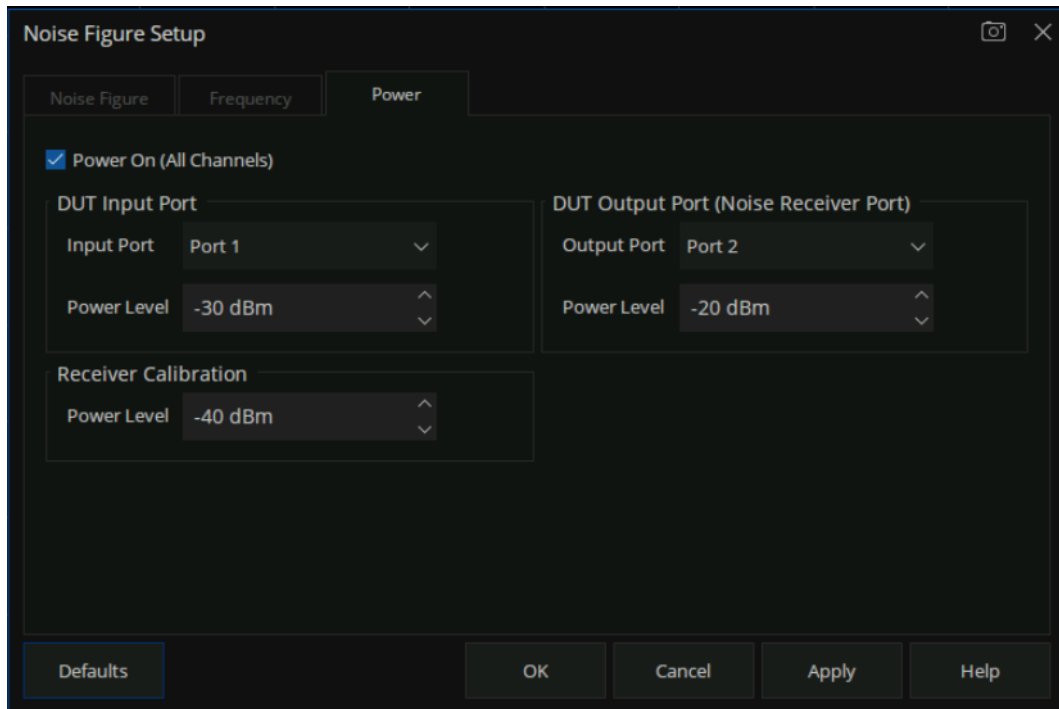 Noise Figure Setup
Noise Figure Frequency Power
Power On (All Channels)
DUT Input Port
Input Port Port 1
Power Level -30 dBm
DUT Output Port (Noise Receiver Port)
Output Port Port 2
Power Level -20 dBm
Receiver Calibration
Power Level -40 dBm
Defaults OK Cancel Apply Help